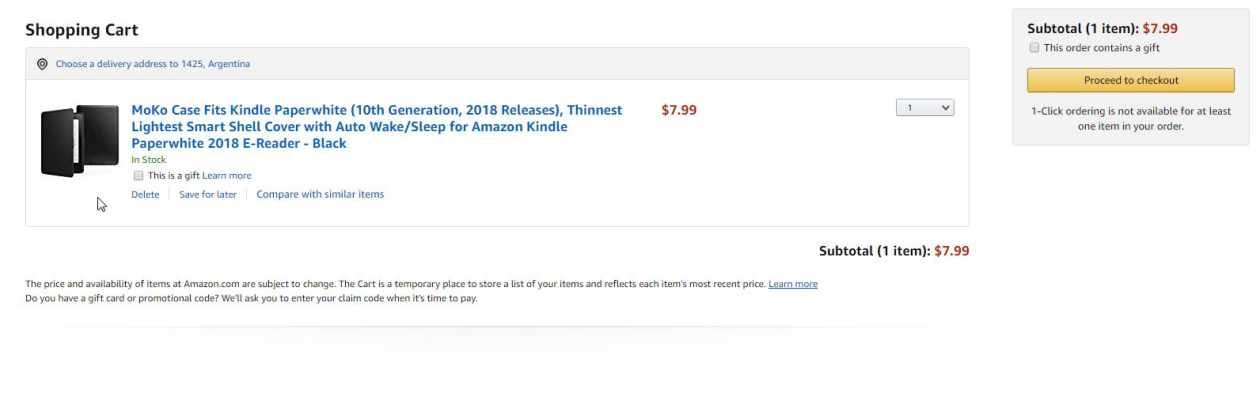 Shopping Cart
Choose a delivery address to 1425, Argentina
MoKo Case Fits Kindle Paperwhite (10th Generation, 2018 Releases), Thinnest
Lightest Smart Shell Cover with Auto Wake/Sleep for Amazon Kindle
Paperwhite 2018 E-Reader - Black
$7.99
1
In Stock
This is a gift Learn more
Delete
Save for later
Compare with similar items
Subtotal (1 item): $7.99
The price and availability of items at Amazon.com are subject to change. The Cart is a temporary place to store a list of your items and reflects each item's most recent price. Learn more
Do you have a gift card or promotional code? We'll ask you to enter your claim code when it's time to pay.
Subtotal (1 item): $7.99
This order contains a gift
Proceed to checkout
1-Click ordering is not available for at least
one item in your order.